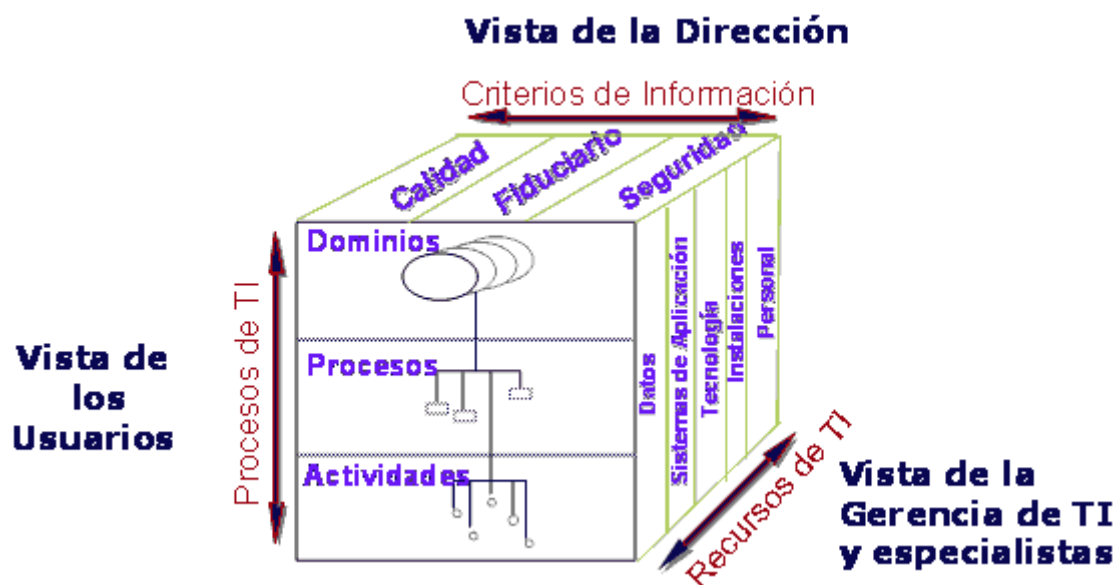 Vista de la Dirección
Criterios de Información
Calidad
Fiduciario
Seguridad
Dominios
Procesos
Actividades
Procesos de TI
Vista de
los
Usuarios
Datos
Sistemas de Aplicación
Tecnología
Instalaciones
Personal
Recursos de TI
Vista de la
Gerencia de TI
y especialistas